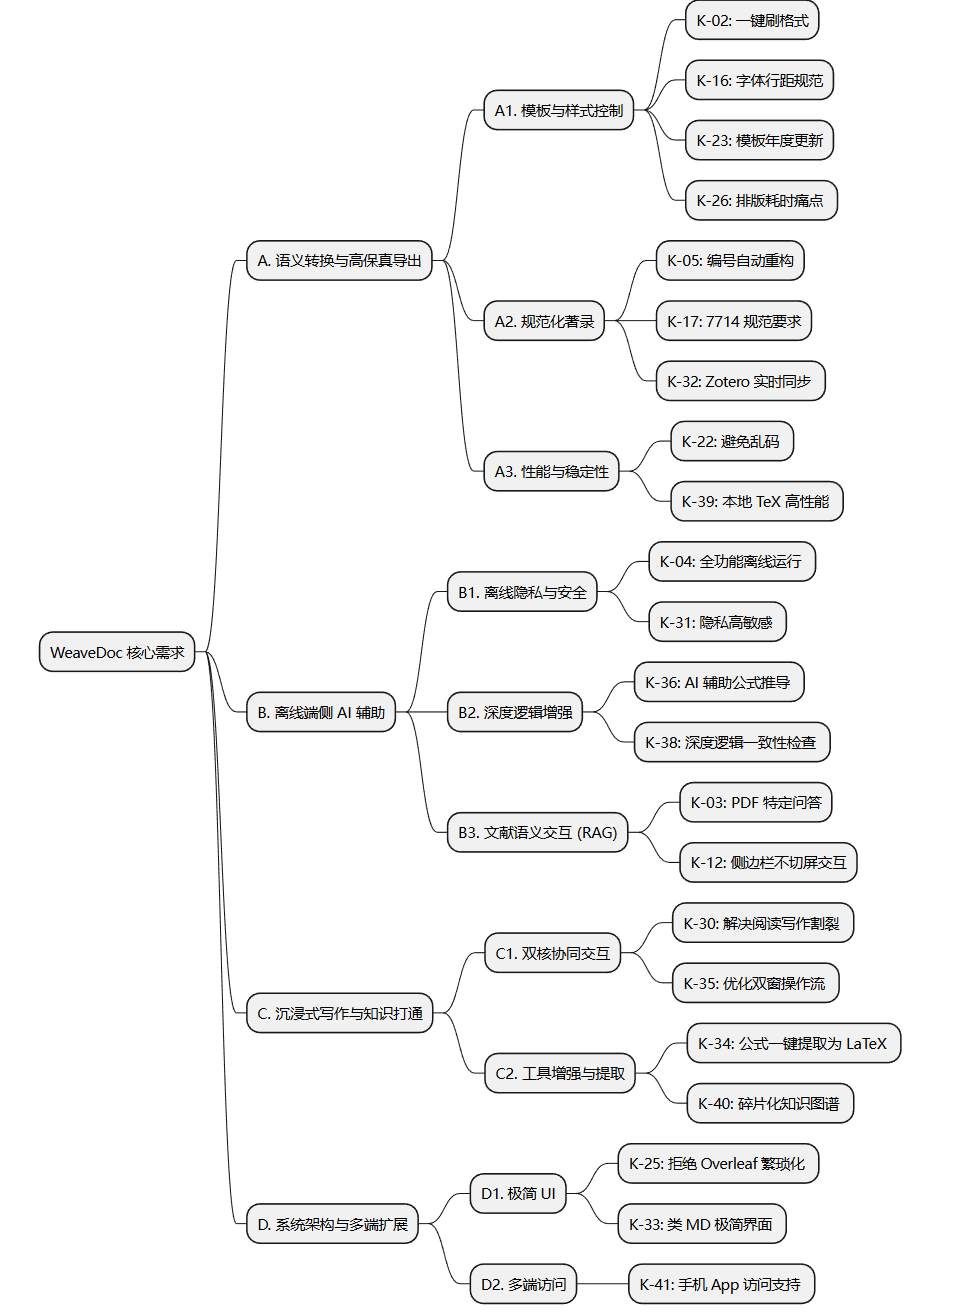 WeaveDoc 核心需求
A. 语义转换与高保真导出
A1. 模板与样式控制
K-02: 一键刷格式
K-16: 字体行距规范
K-23: 模板年度更新
K-26: 排版耗时痛点
A2. 规范化著录
K-05: 编号自动重构
K-17: 7714 规范要求
K-32: Zotero 实时同步
A3. 性能与稳定性
K-22: 避免乱码
K-39: 本地 TeX 高性能
B. 离线端侧 AI 辅助
B1. 离线隐私与安全
K-04: 全功能离线运行
K-31: 隐私高敏感
B2. 深度逻辑增强
K-36: AI 辅助公式推导
K-38: 深度逻辑一致性检查
B3. 文献语义交互 (RAG)
K-03: PDF 特定问答
K-12: 侧边栏不切屏交互
C. 沉浸式写作与知识打通
C1. 双核协同交互
K-30: 解决阅读写作割裂
K-35: 优化双窗操作流
C2. 工具增强与提取
K-34: 公式一键提取为 LaTeX
K-40: 碎片化知识图谱
D. 系统架构与多端扩展
D1. 极简 UI
K-25: 拒绝 Overleaf 繁琐化
K-33: 类 MD 极简界面
D2. 多端访问
K-41: 手机 App 访问支持